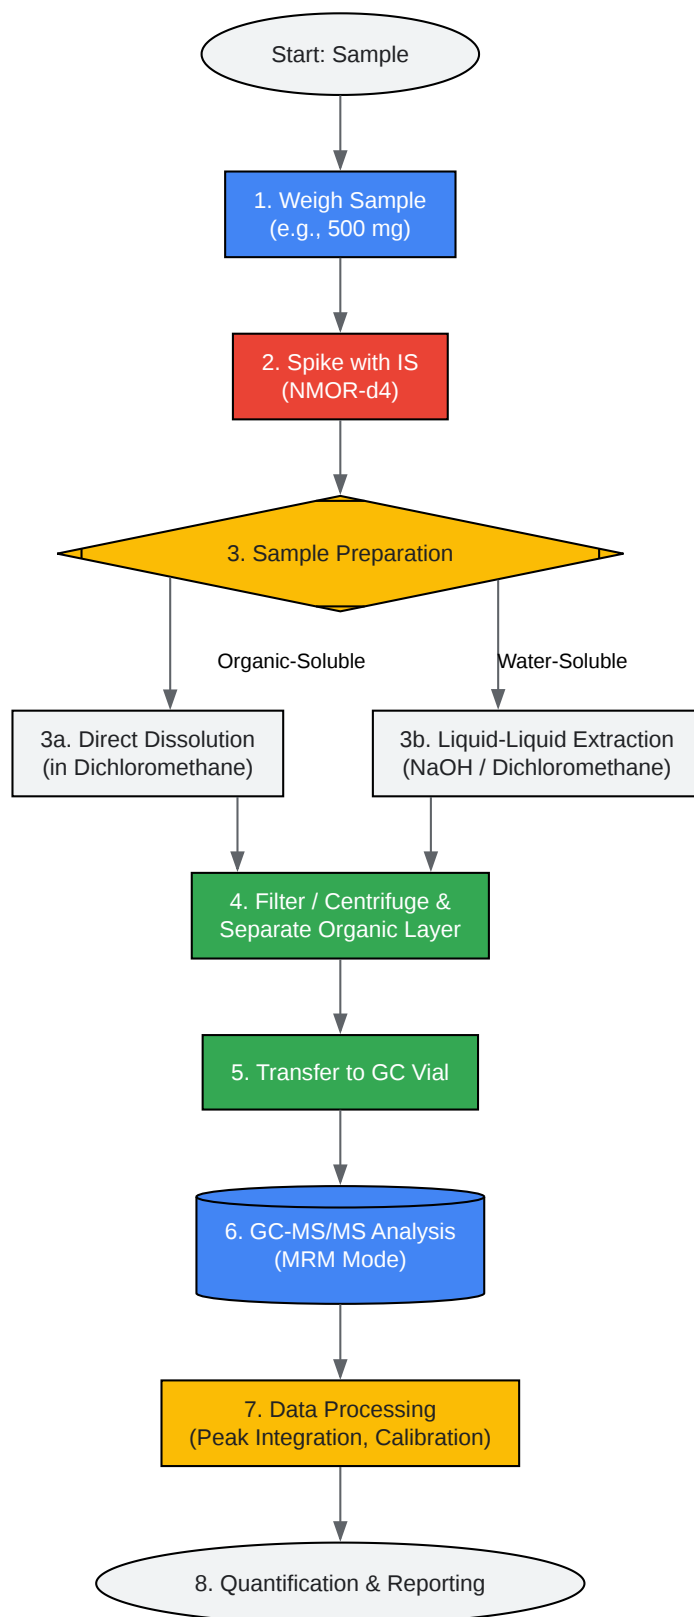 Start: Sample
1. Weigh Sample
(e.g., 500 mg)
2. Spike with IS
(NMOR-d4)
3. Sample Preparation
Organic-Soluble
Water-Soluble
3a. Direct Dissolution
(in Dichloromethane)
3b. Liquid-Liquid Extraction
(NaOH / Dichloromethane)
4. Filter / Centrifuge &
Separate Organic Layer
5. Transfer to GC Vial
6. GC-MS/MS Analysis
(MRM Mode)
7. Data Processing
(Peak Integration, Calibration)
8. Quantification & Reporting